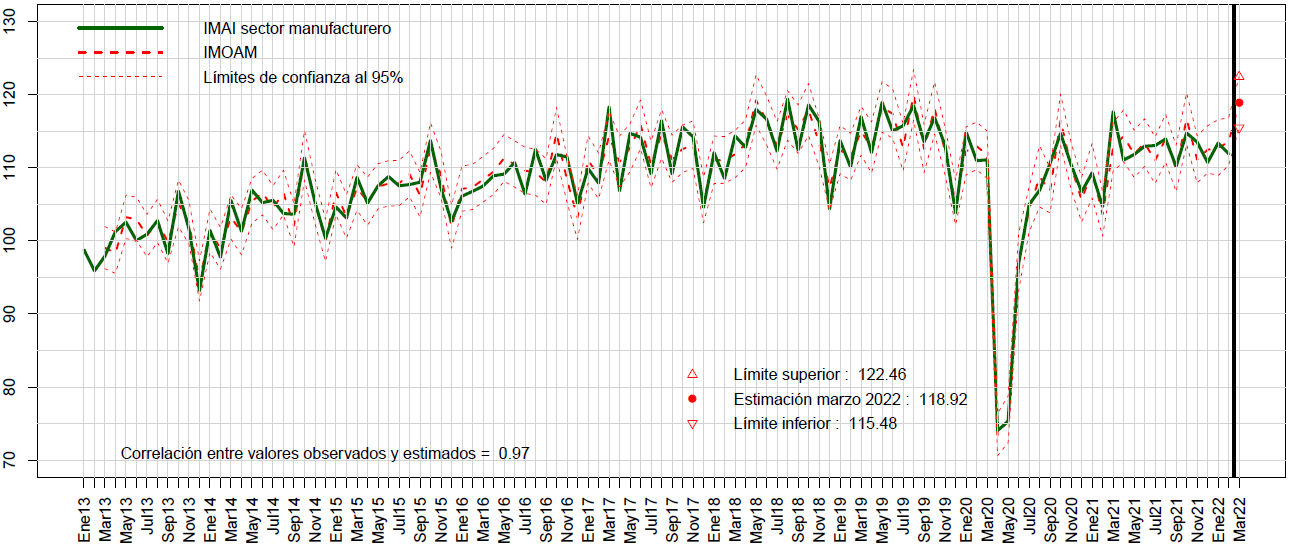 130
120
110
100
90
80
70
IMAI sector manufacturero
IMOAM
Límites de confianza al 95%
Límite superior : 122.46
Estimación marzo 2022 : 118.92
Límite inferior : 115.48
Correlación entre valores observados y estimados = 0.97
Ene13
Mar13
May13
Jul13
Sep13
Nov13
Ene14
Mar14
May14
Jul14
Sep14
Nov14
Ene15
Mar15
May15
Jul15
Sep15
Nov15
Ene16
Mar16
May16
Jul16
Sep16
Nov16
Ene17
Mar17
May17
Jul17
Sep17
Nov17
Ene18
Mar18
May18
Jul18
Sep18
Nov18
Ene19
Mar19
May19
Jul19
Sep19
Nov19
Ene20
Mar20
May20
Jul20
Sep20
Nov20
Ene21
Mar21
May21
Jul21
Sep21
Nov21
Ene22
Mar22